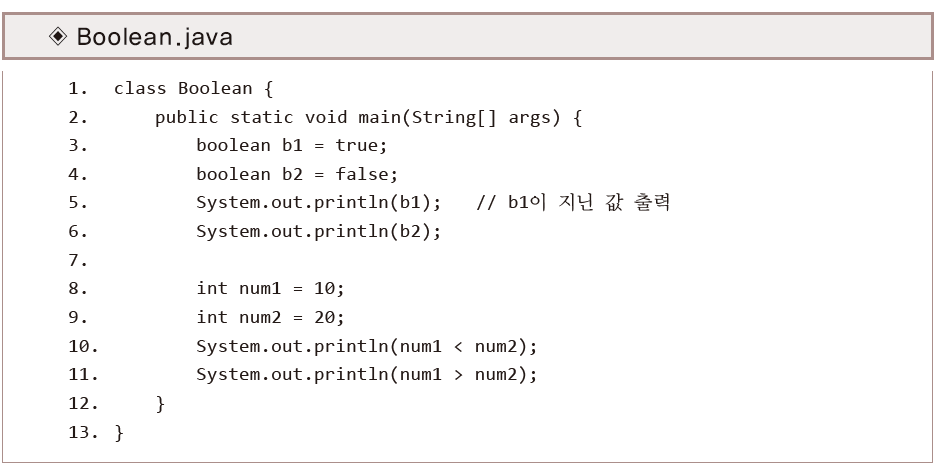 ◈ Boolean.java
1. class Boolean {
2.     public static void main(String[] args) {
3.         boolean b1 = true;
4.         boolean b2 = false;
5.         System.out.println(b1);   // b1이 지닌 값 출력
6.         System.out.println(b2);
7.
8.         int num1 = 10;
9.         int num2 = 20;
10.         System.out.println(num1 < num2);
11.         System.out.println(num1 > num2);
12.     }
13. }